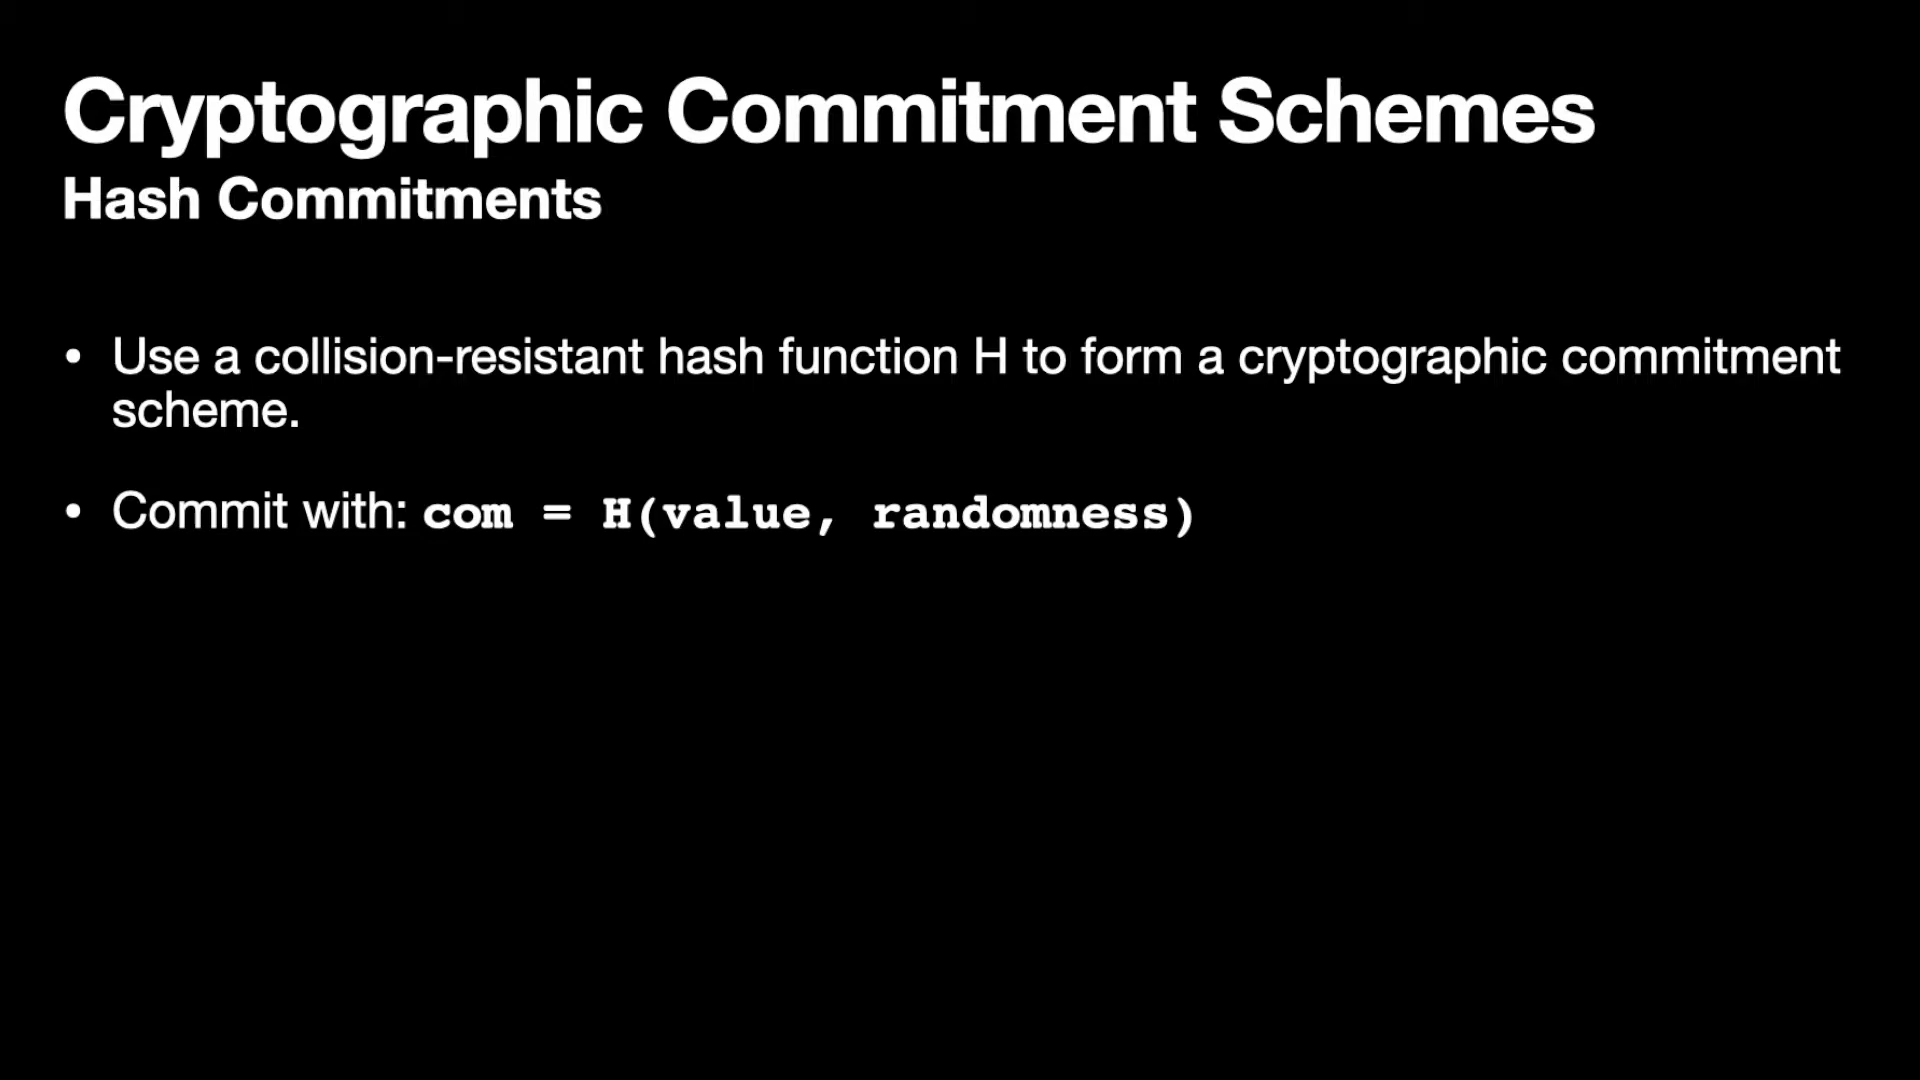 Cryptographic Commitment Schemes
Hash Commitments
• Use a collision-resistant hash function H to form a cryptographic commitment
scheme.
• Commit with: com = H(value, randomness)